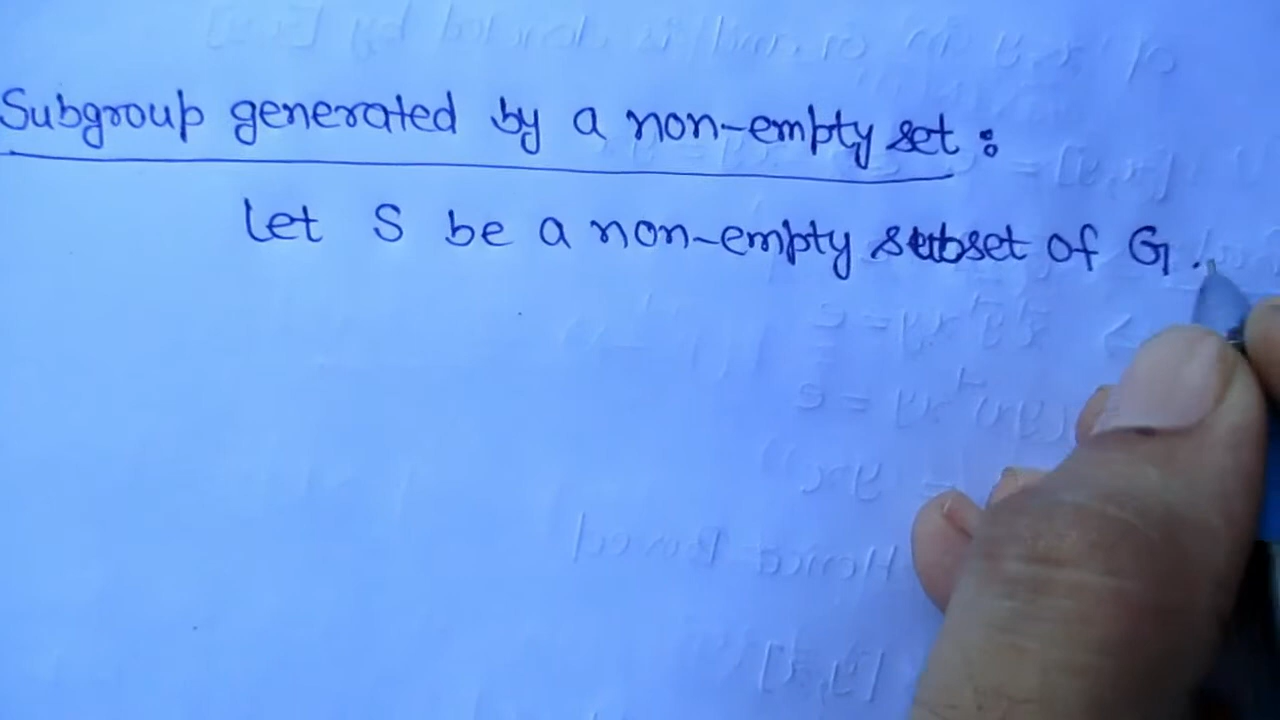 Subgroup generated by a non-empty set :
Let S be a non-empty subset of G.